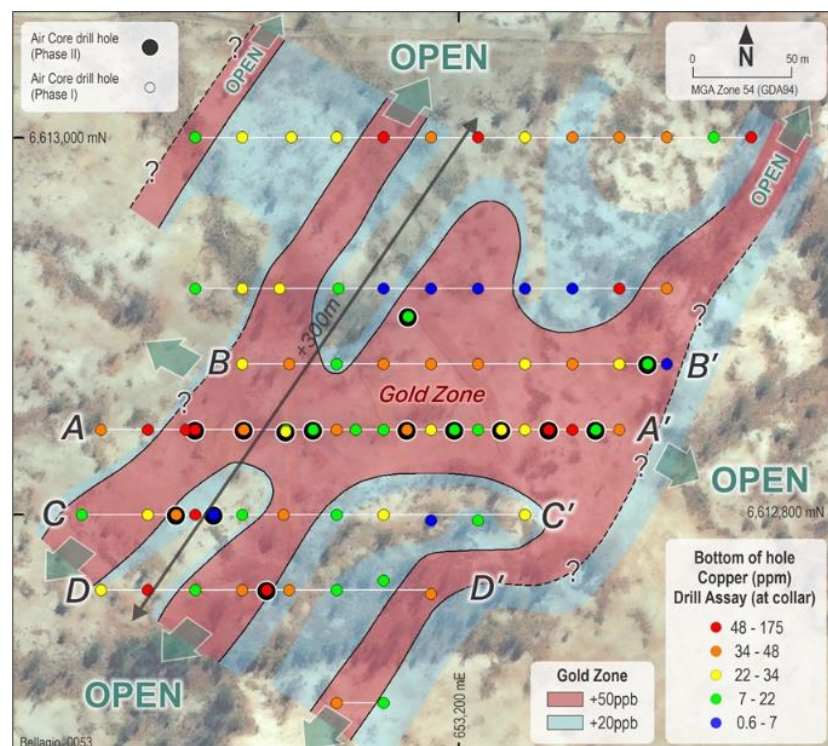 Air Core drill hole
(Phase II)
Air Core drill hole
(Phase I)
?
OPEN
OPEN
N
0 50 m
MGA Zone 54 (GDA94)
6,613,000 mN
?
OPEN
+300m
?
B
B'
Gold Zone
?
A
A'
?
OPEN
C
C'
6,612,800 mN
D
D'
?
OPEN
Bottom of hole
Copper (ppm)
Drill Assay (at collar)
48 - 175
34 - 48
22 - 34
7 - 22
0.6 - 7
Gold Zone
+50ppb
+20ppb
653,200 mE
Bellagio_0053